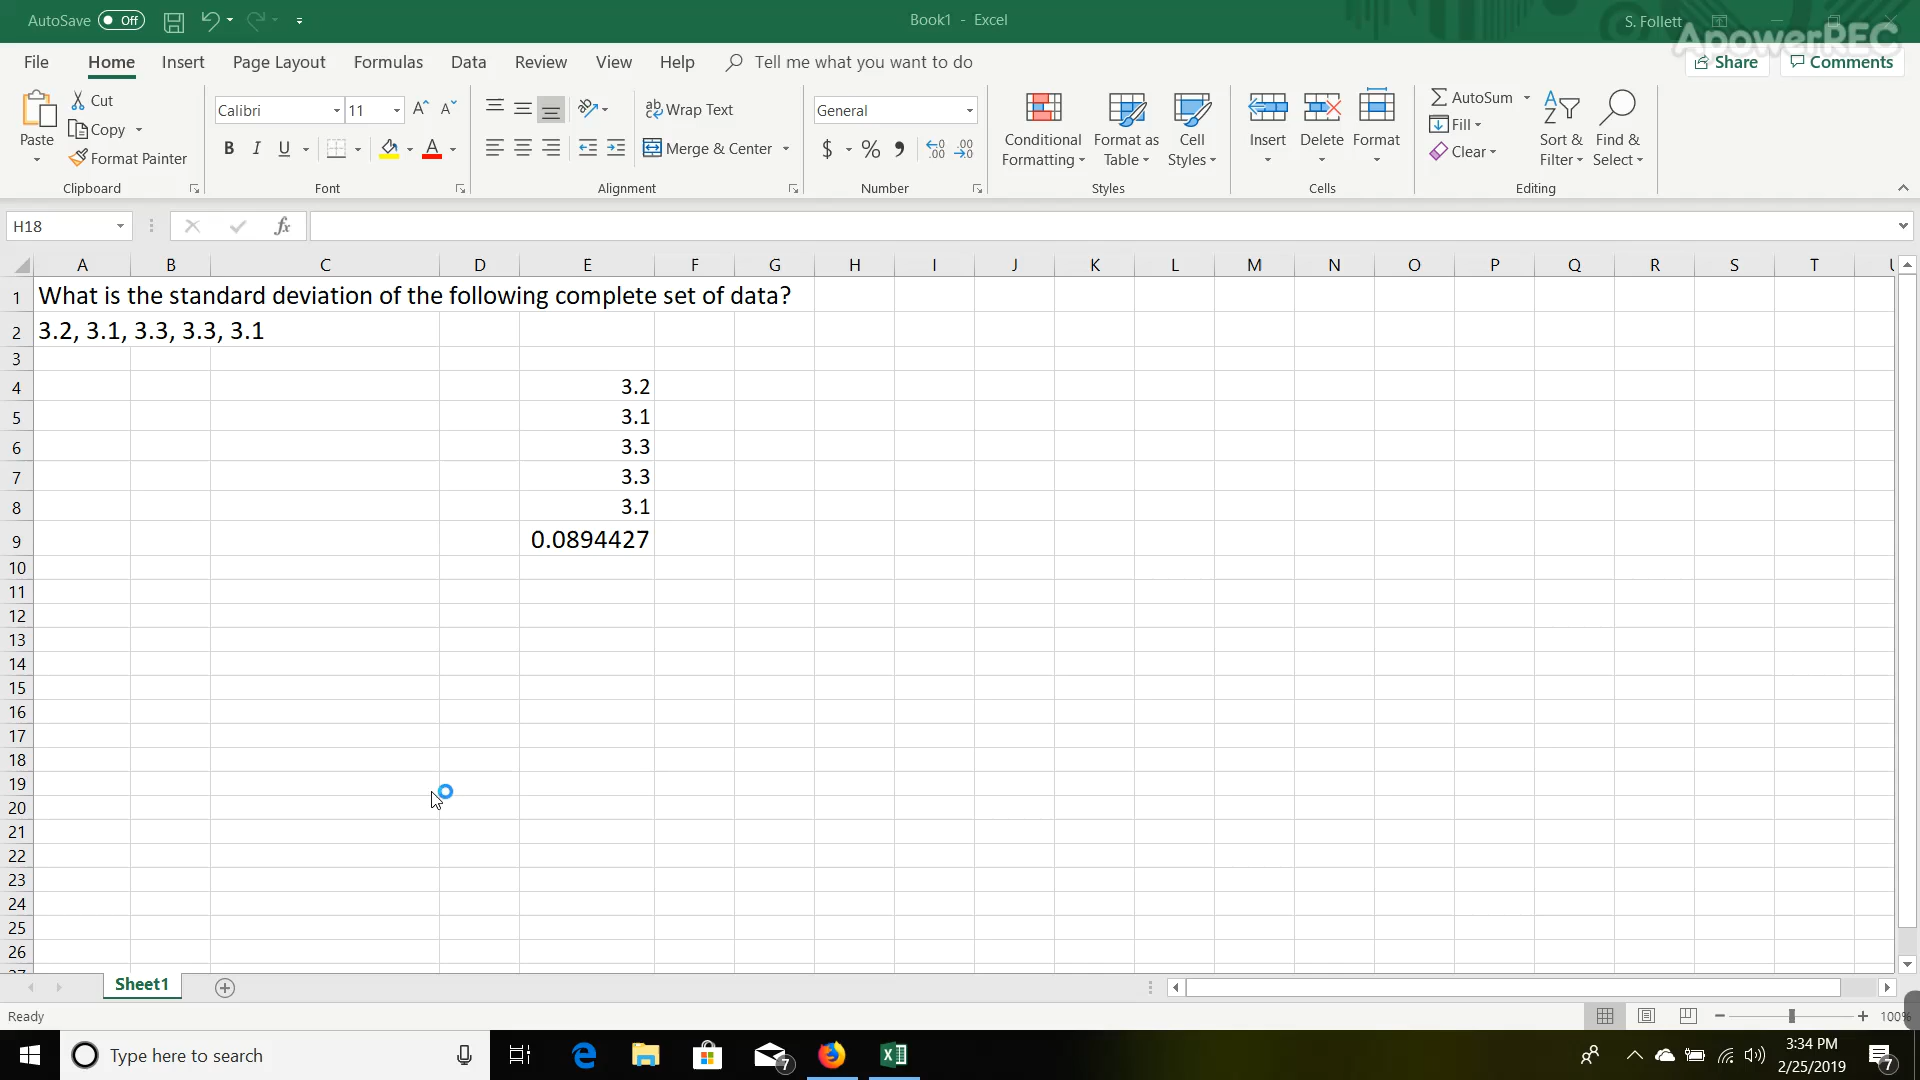 AutoSave Off
Book1 - Excel
S. Follett
ApowerREC
File Home Insert Page Layout Formulas Data Review View Help Tell me what you want to do
Share Comments
Paste
Cut
Copy
Format Painter
Clipboard
Calibri 11
B I U
Font
Wrap Text
Merge & Center
Alignment
General
$ % ,
Number
Conditional Formatting
Format as Table
Cell Styles
Styles
Insert Delete Format
Cells
AutoSum
Fill
Clear
Sort & Filter
Find & Select
Editing
H18 fx
A B C D E F G H I J K L M N O P Q R S T
1 What is the standard deviation of the following complete set of data?
2 3.2, 3.1, 3.3, 3.3, 3.1
3
4 3.2
5 3.1
6 3.3
7 3.3
8 3.1
9 0.0894427
10
11
12
13
14
15
16
17
18
19
20
21
22
23
24
25
26
Sheet1
Ready
100%
Type here to search
7
3:34 PM
2/25/2019
7